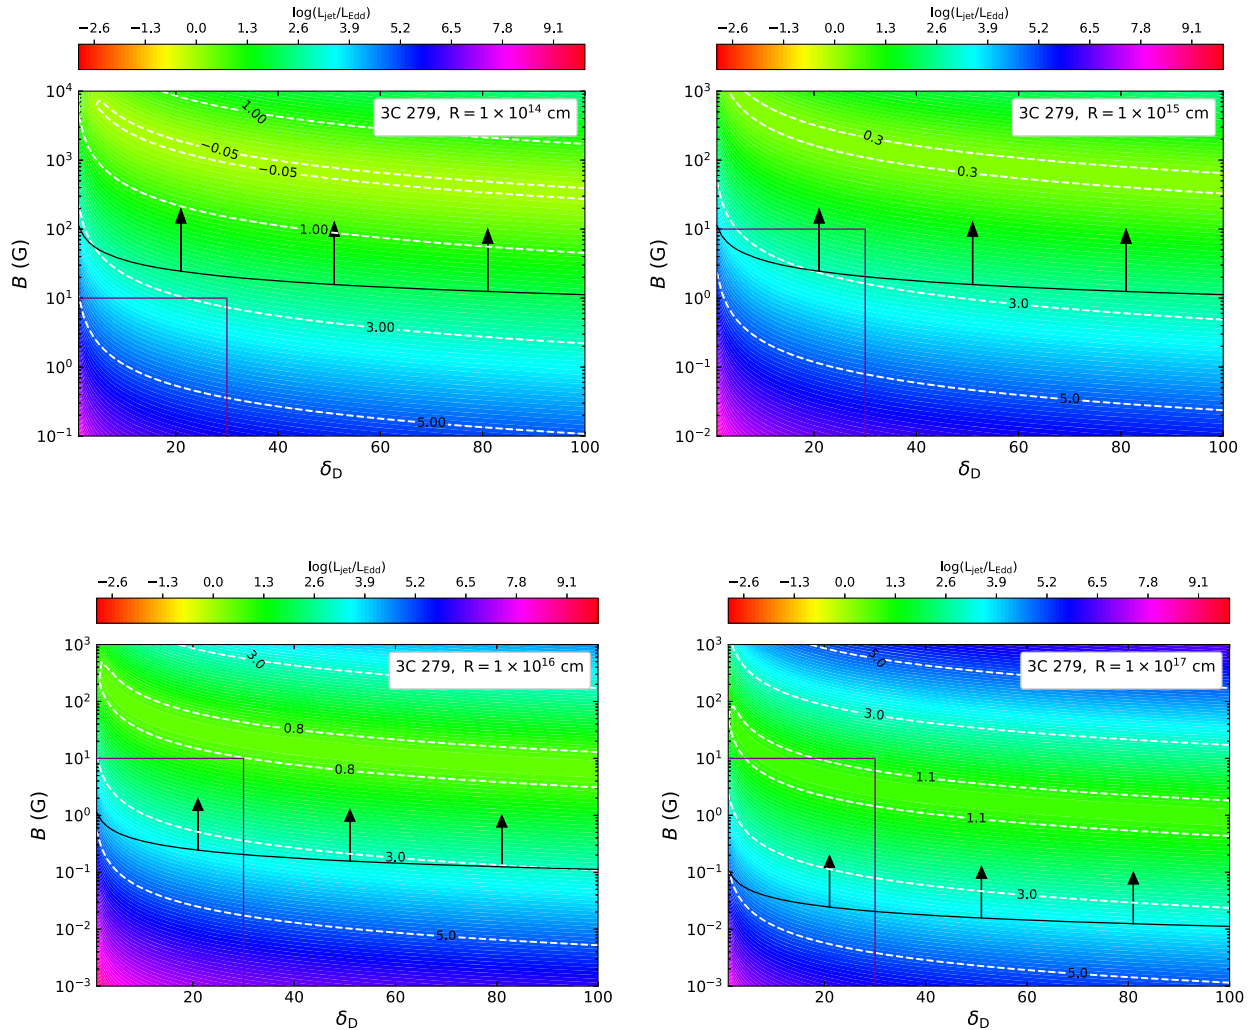 log(L_jet/L_Edd)
−2.6 −1.3 0.0 1.3 2.6 3.9 5.2 6.5 7.8 9.1
3C 279, R = 1 × 10^14 cm
10^4
10^3
10^2
10^1
10^0
10^−1
B (G)
1.00
−0.05
−0.05
1.00
3.00
5.00
20 40 60 80 100
δ_D
log(L_jet/L_Edd)
−2.6 −1.3 0.0 1.3 2.6 3.9 5.2 6.5 7.8 9.1
3C 279, R = 1 × 10^15 cm
10^3
10^2
10^1
10^0
10^−1
10^−2
B (G)
0.3
0.3
3.0
5.0
20 40 60 80 100
δ_D
log(L_jet/L_Edd)
−2.6 −1.3 0.0 1.3 2.6 3.9 5.2 6.5 7.8 9.1
3C 279, R = 1 × 10^16 cm
10^3
10^2
10^1
10^0
10^−1
10^−2
10^−3
B (G)
3.0
0.8
0.8
3.0
5.0
20 40 60 80 100
δ_D
log(L_jet/L_Edd)
−2.6 −1.3 0.0 1.3 2.6 3.9 5.2 6.5 7.8 9.1
3C 279, R = 1 × 10^17 cm
10^3
10^2
10^1
10^0
10^−1
10^−2
10^−3
B (G)
5.0
3.0
1.1
1.1
3.0
5.0
20 40 60 80 100
δ_D